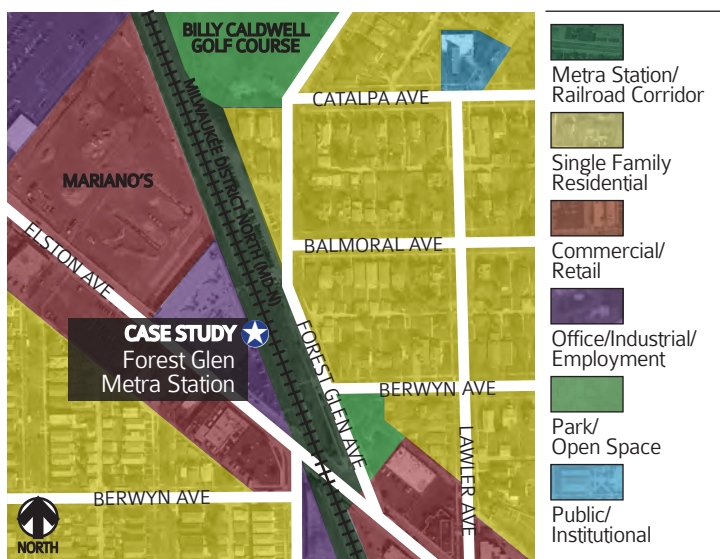 BILLY CALDWELL
GOLF COURSE
CATALPA AVE
MILWAUKEE DISTRICT NORTH (MD-N)
MARIANO'S
ELSTON AVE
BALMORAL AVE
CASE STUDY
Forest Glen
Metra Station
FOREST GLEN AVE
BERWYN AVE
LAWLER AVE
BERWYN AVE
NORTH
Metra Station/
Railroad Corridor
Single Family
Residential
Commercial/
Retail
Office/Industrial/
Employment
Park/
Open Space
Public/
Institutional